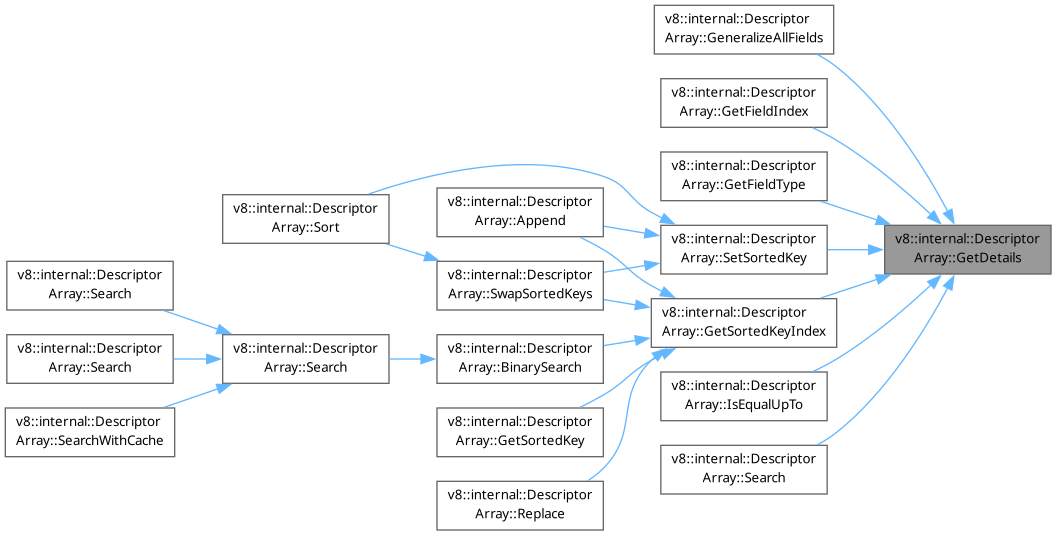 v8::internal::Descriptor
Array::GeneralizeAllFields
v8::internal::Descriptor
Array::GetFieldIndex
v8::internal::Descriptor
Array::GetFieldType
v8::internal::Descriptor
Array::Sort
v8::internal::Descriptor
Array::Append
v8::internal::Descriptor
Array::SetSortedKey
v8::internal::Descriptor
Array::GetDetails
v8::internal::Descriptor
Array::Search
v8::internal::Descriptor
Array::SwapSortedKeys
v8::internal::Descriptor
Array::GetSortedKeyIndex
v8::internal::Descriptor
Array::Search
v8::internal::Descriptor
Array::Search
v8::internal::Descriptor
Array::BinarySearch
v8::internal::Descriptor
Array::IsEqualUpTo
v8::internal::Descriptor
Array::SearchWithCache
v8::internal::Descriptor
Array::GetSortedKey
v8::internal::Descriptor
Array::Search
v8::internal::Descriptor
Array::Replace